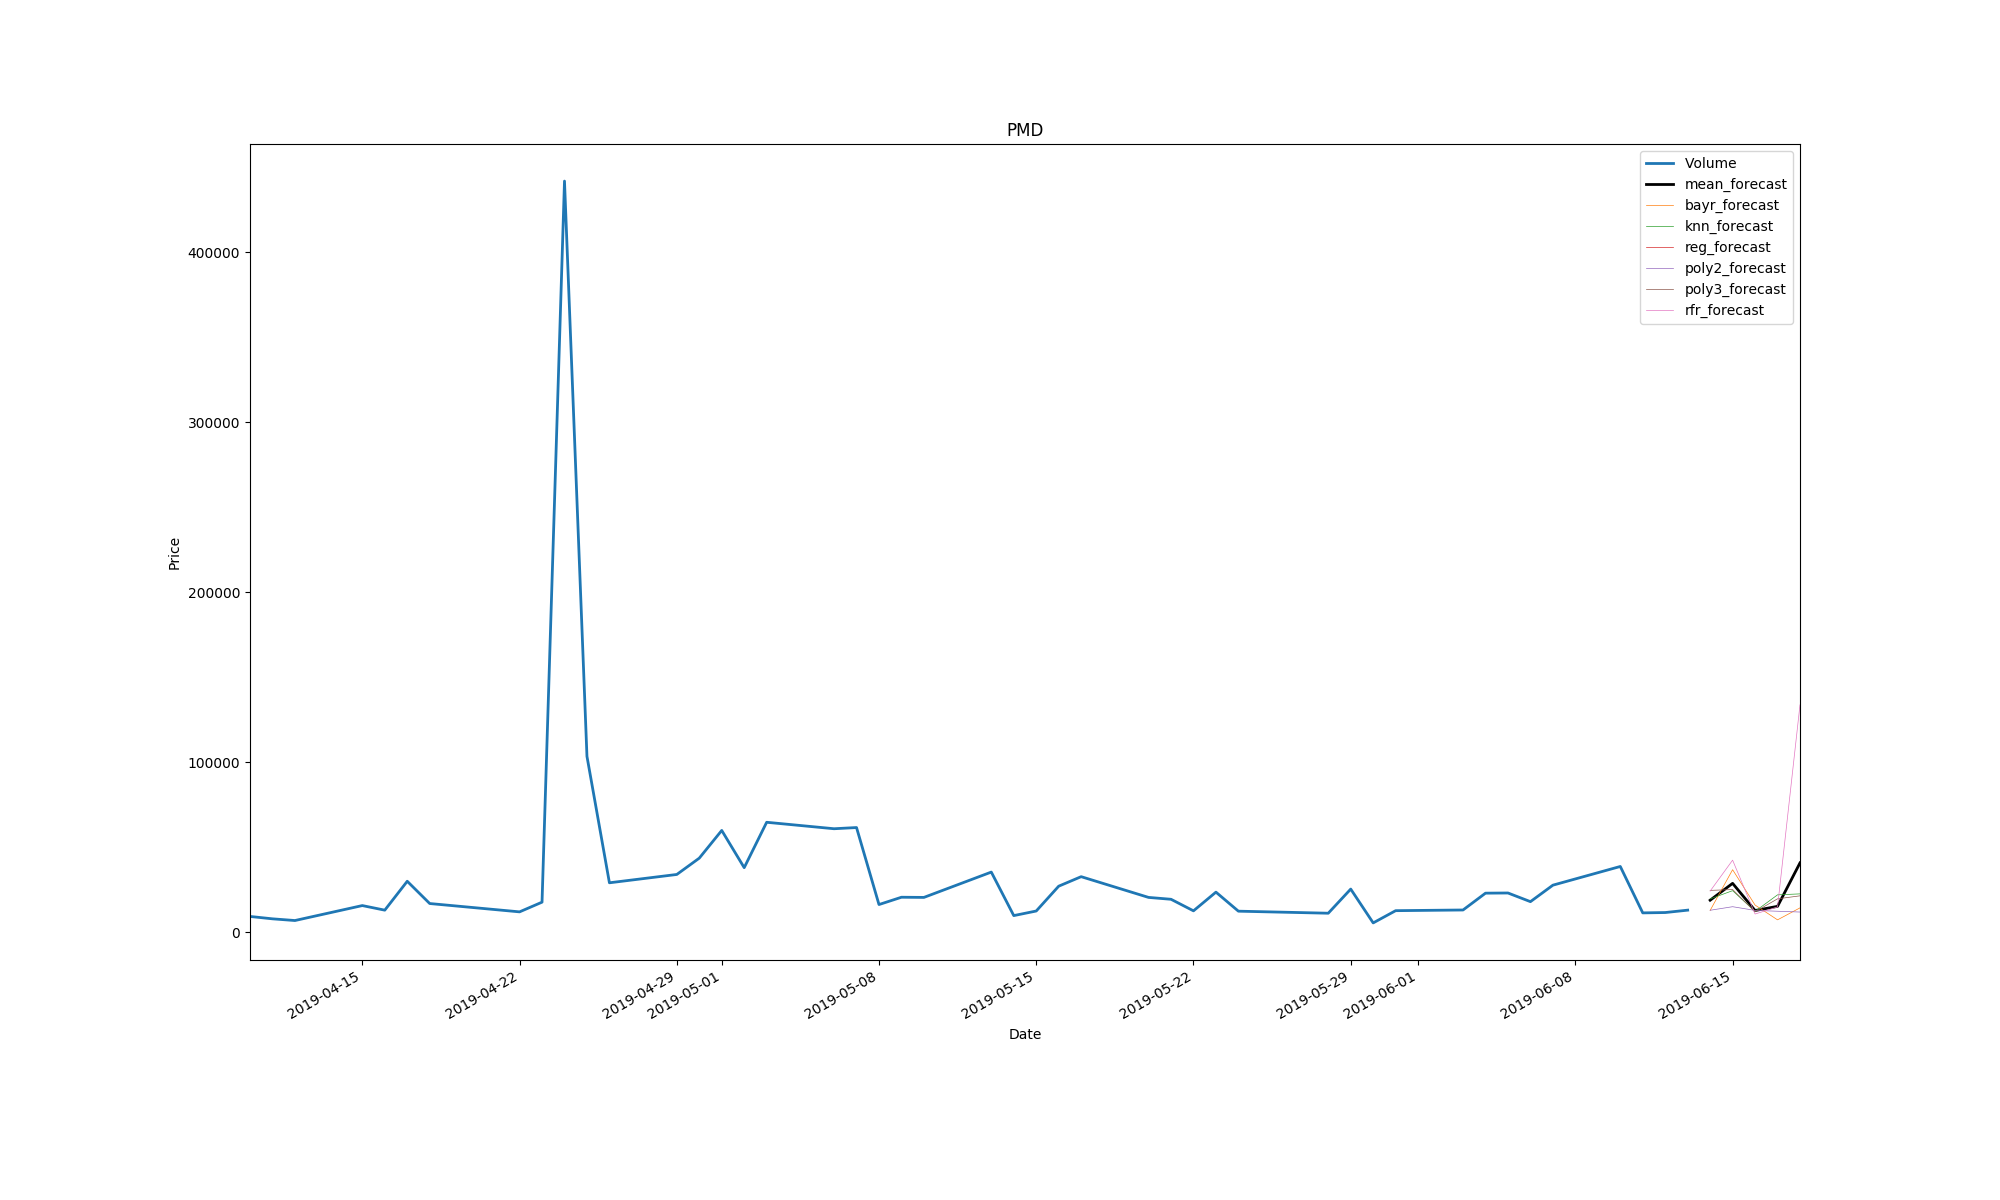 PMD
Volume
mean_forecast
bayr_forecast
knn_forecast
reg_forecast
poly2_forecast
poly3_forecast
rfr_forecast
400000
300000
200000
100000
0
Price
2019-04-15
2019-04-22
2019-04-29
2019-05-01
2019-05-08
2019-05-15
2019-05-22
2019-05-29
2019-06-01
2019-06-08
2019-06-15
Date